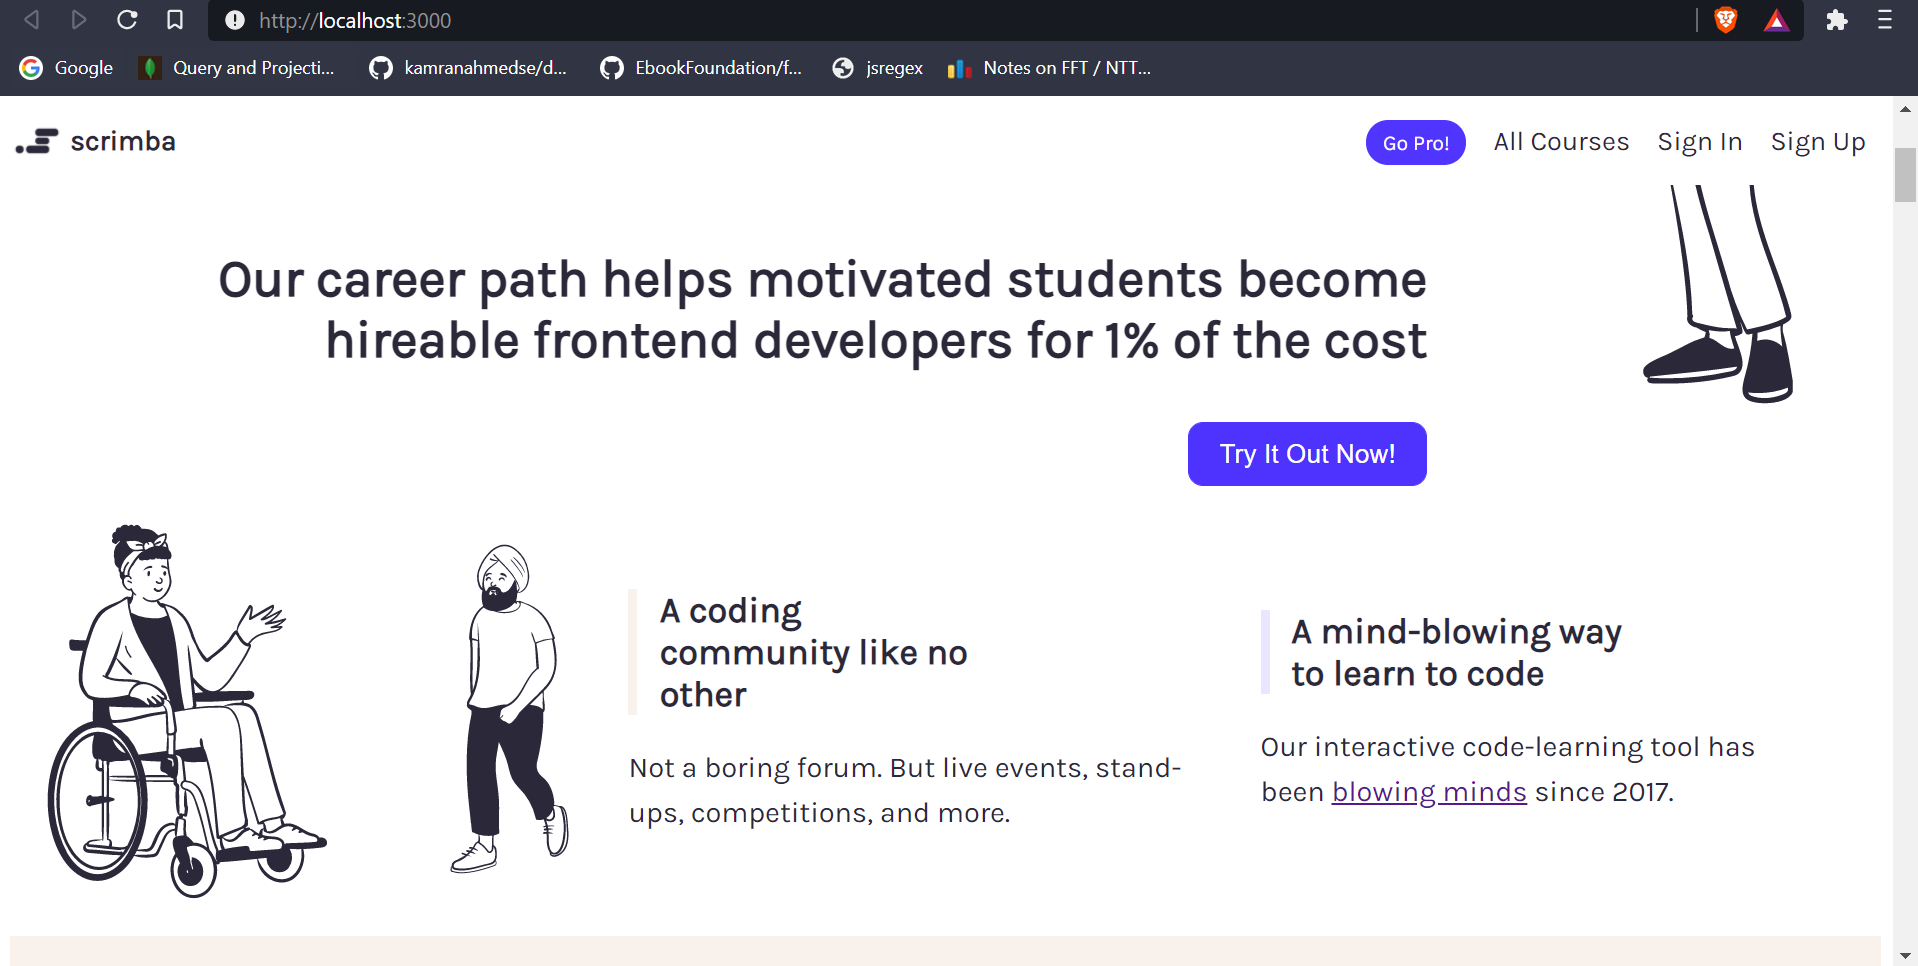 http://localhost:3000
Google
Query and Projecti...
kamranahmedse/d...
EbookFoundation/f...
jsregex
Notes on FFT / NTT...
scrimba
Go Pro!
All Courses
Sign In
Sign Up
Our career path helps motivated students become
hireable frontend developers for 1% of the cost
Try It Out Now!
A coding
community like no
other
Not a boring forum. But live events, stand-
ups, competitions, and more.
A mind-blowing way
to learn to code
Our interactive code-learning tool has
been blowing minds since 2017.